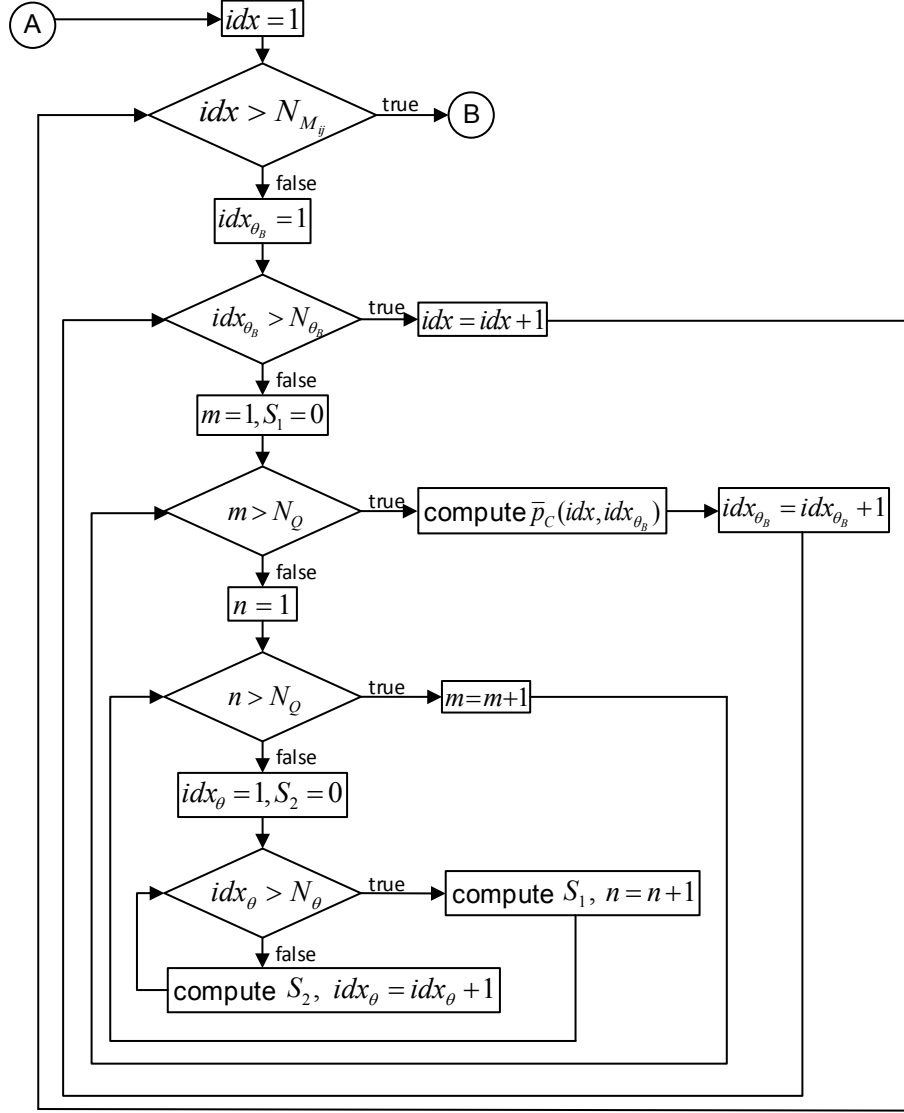 A
idx = 1
idx > N_{M_{ij}}
true
B
false
idx_{θ_B} = 1
idx_{θ_B} > N_{θ_B}
true
idx = idx + 1
false
m = 1, S_1 = 0
m > N_Q
true
compute p̅_C(idx, idx_{θ_B})
idx_{θ_B} = idx_{θ_B} + 1
false
n = 1
n > N_Q
true
m = m + 1
false
idx_θ = 1, S_2 = 0
idx_θ > N_θ
true
compute S_1, n = n + 1
false
compute S_2, idx_θ = idx_θ + 1